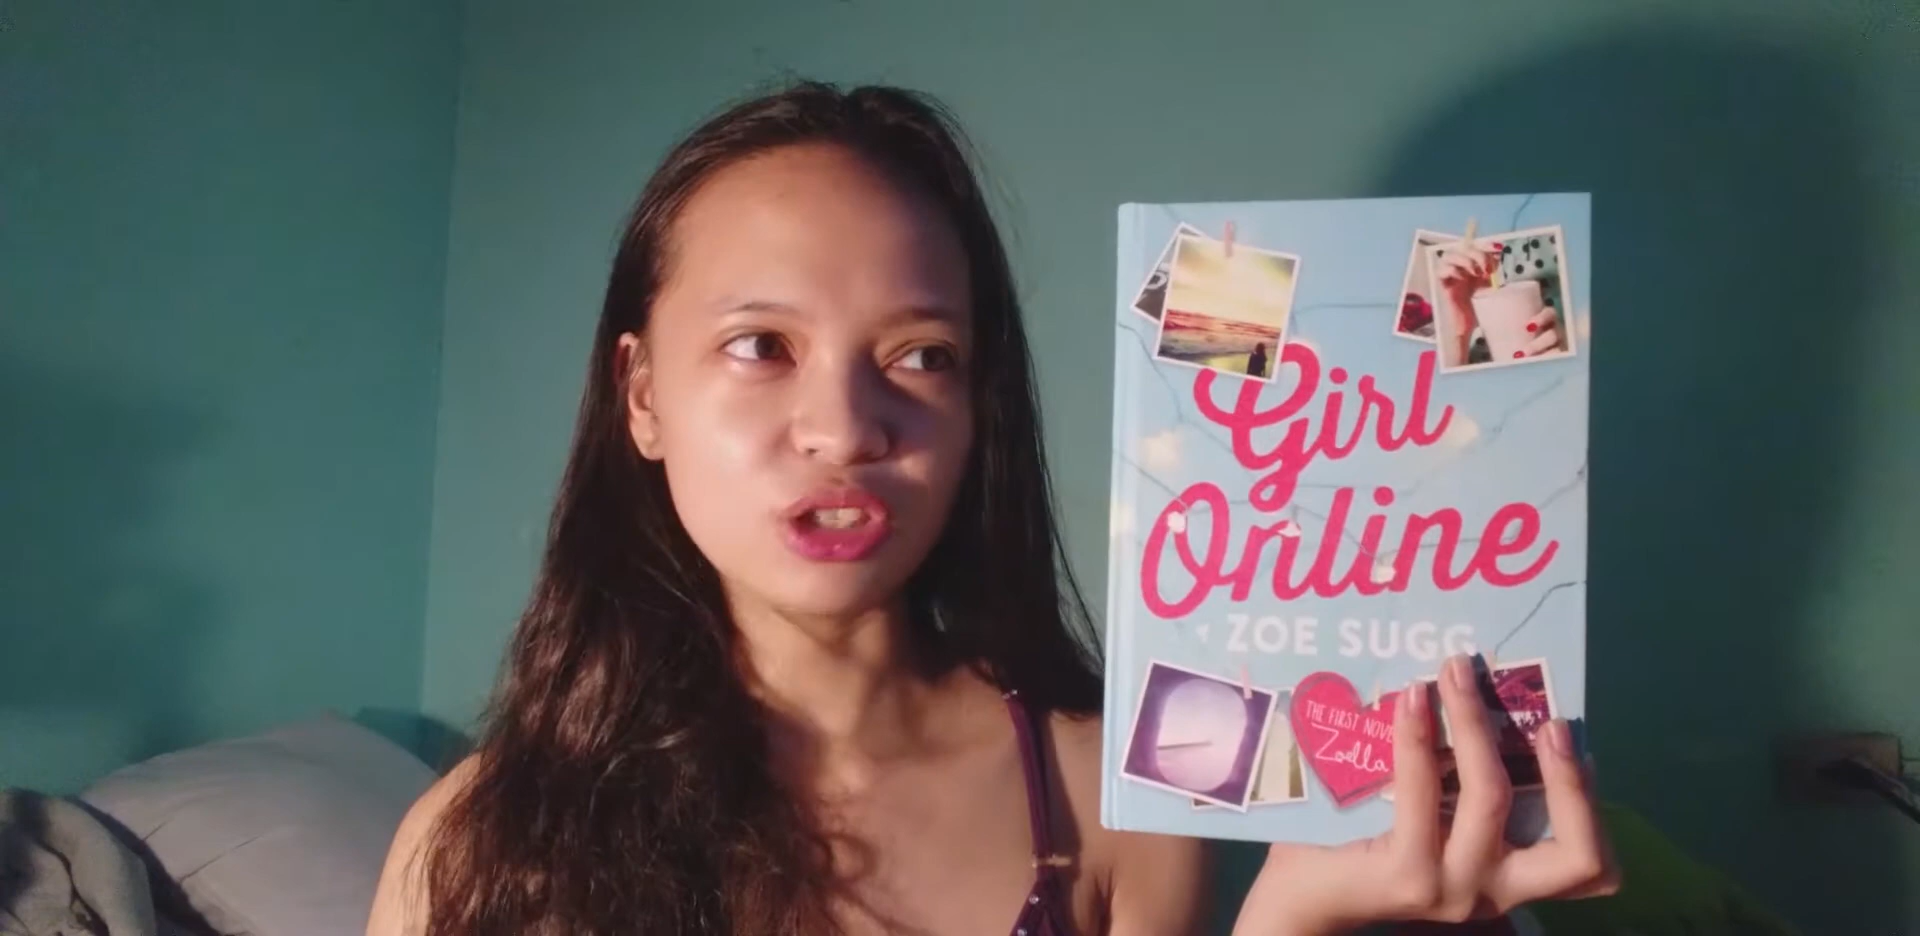 Girl
Online
ZOE SUGG
THE FIRST NOVE
Zoella